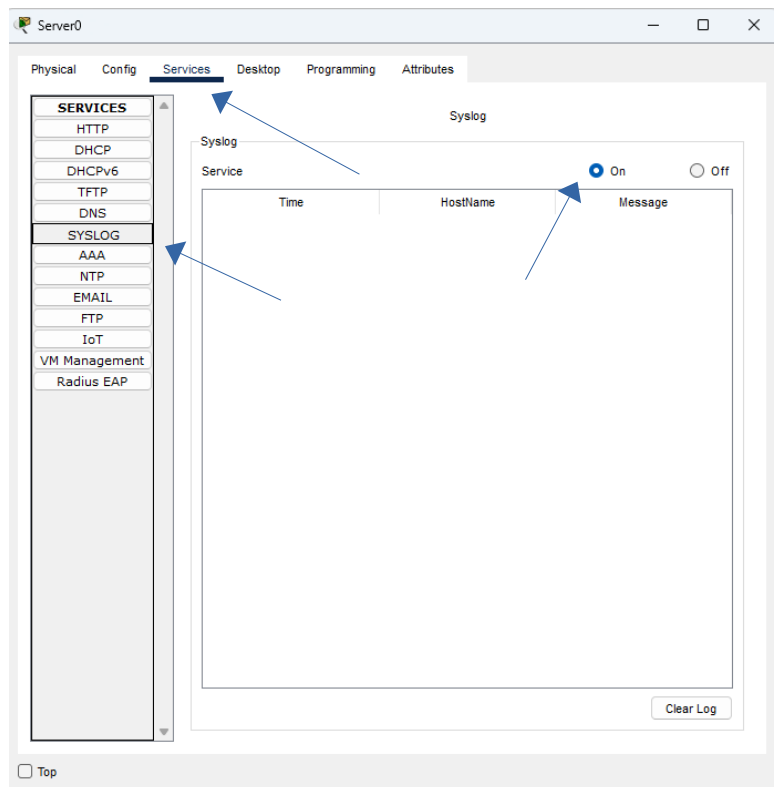 Server0
Physical Config Services Desktop Programming Attributes
SERVICES
HTTP
DHCP
DHCPv6
TFTP
DNS
SYSLOG
AAA
NTP
EMAIL
FTP
IoT
VM Management
Radius EAP
Syslog
Syslog
Service On Off
Time HostName Message
Clear Log
Top